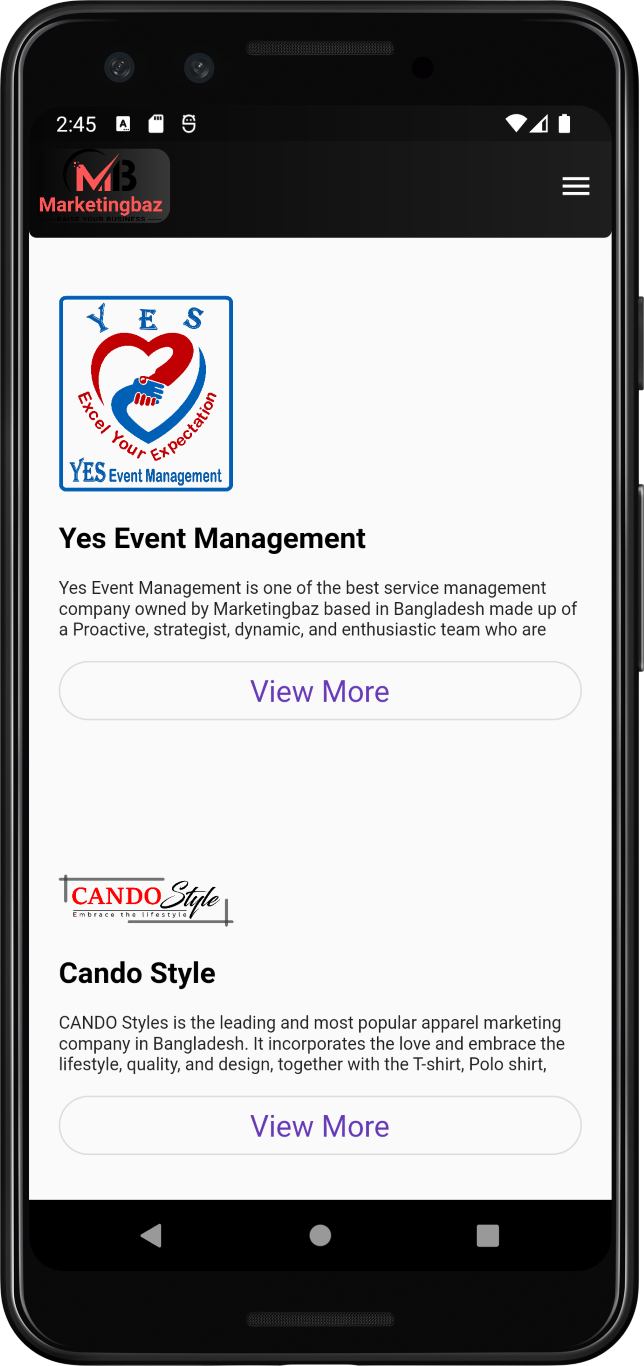 2:45
MB
Marketingbaz
RAISE YOUR BUSINESS
YES
Excel Your Expectation
YES Event Management
Yes Event Management
Yes Event Management is one of the best service management
company owned by Marketingbaz based in Bangladesh made up of
a Proactive, strategist, dynamic, and enthusiastic team who are
View More
CANDO Style
Embrace the lifestyle
Cando Style
CANDO Styles is the leading and most popular apparel marketing
company in Bangladesh. It incorporates the love and embrace the
lifestyle, quality, and design, together with the T-shirt, Polo shirt,
View More